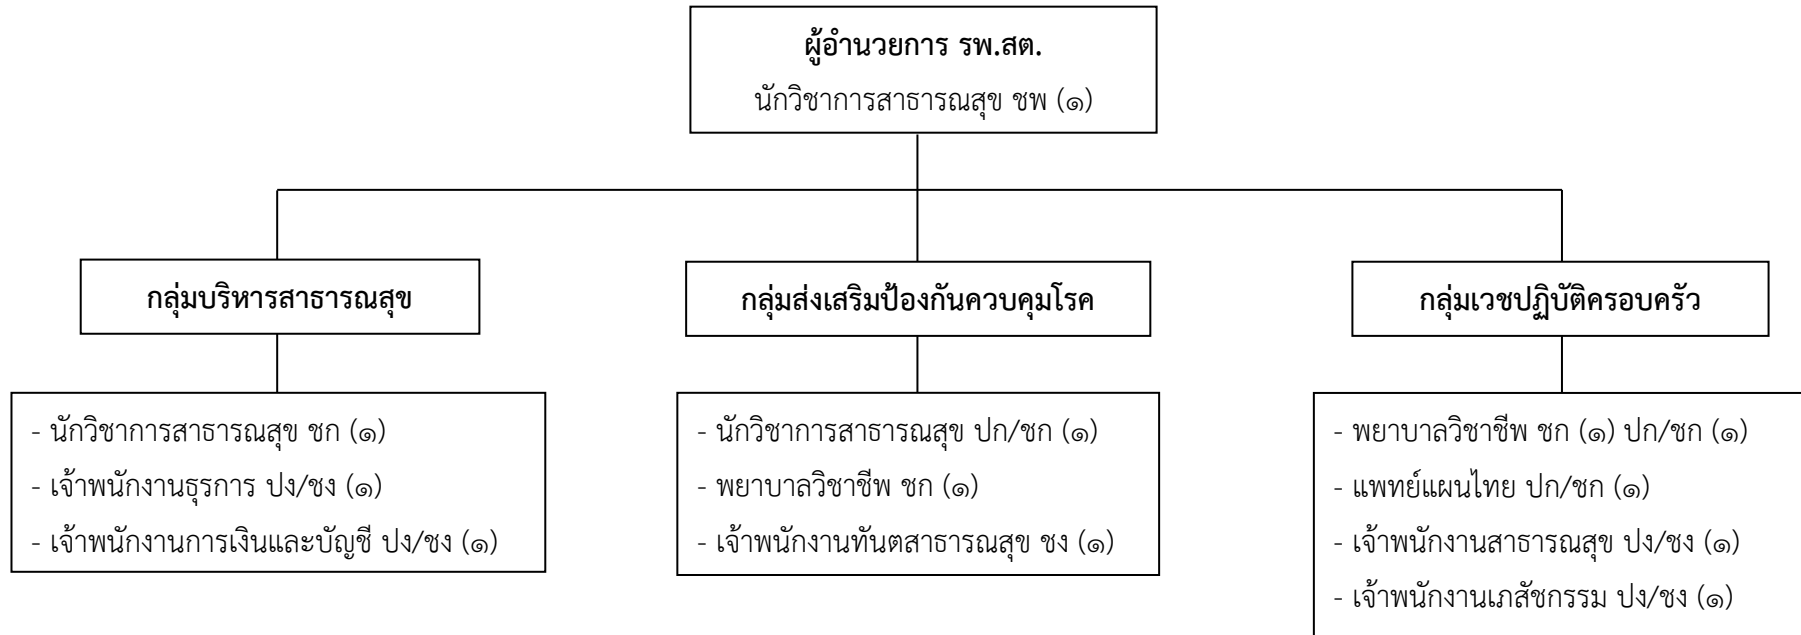 ผู้อำนวยการ รพ.สต.
นักวิชาการสาธารณสุข ชพ (๑)
กลุ่มบริหารสาธารณสุข
- นักวิชาการสาธารณสุข ชก (๑)
- เจ้าพนักงานธุรการ ปง/ชง (๑)
- เจ้าพนักงานการเงินและบัญชี ปง/ชง (๑)
กลุ่มส่งเสริมป้องกันควบคุมโรค
- นักวิชาการสาธารณสุข ปก/ชก (๑)
- พยาบาลวิชาชีพ ชก (๑)
- เจ้าพนักงานทันตสาธารณสุข ชง (๑)
กลุ่มเวชปฏิบัติครอบครัว
- พยาบาลวิชาชีพ ชก (๑) ปก/ชก (๑)
- แพทย์แผนไทย ปก/ชก (๑)
- เจ้าพนักงานสาธารณสุข ปง/ชง (๑)
- เจ้าพนักงานเภสัชกรรม ปง/ชง (๑)